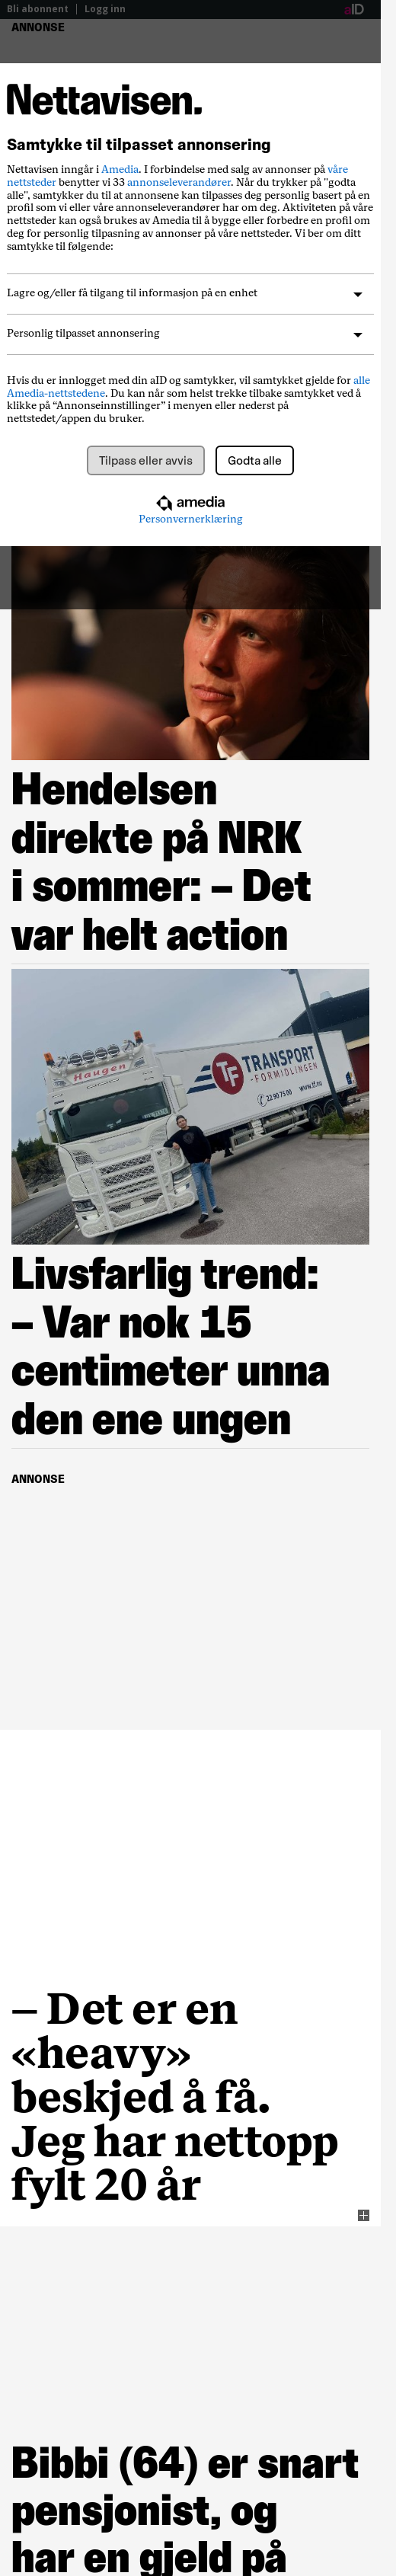 Bli abonnent | Logg inn aID
ANNONSE
Nettavisen.
Samtykke til tilpasset annonsering
Nettavisen inngår i Amedia. I forbindelse med salg av annonser på våre
nettsteder benytter vi 33 annonseleverandører. Når du trykker på "godta
alle", samtykker du til at annonsene kan tilpasses deg personlig basert på en
profil som vi eller våre annonseleverandører har om deg. Aktiviteten på våre
nettsteder kan også brukes av Amedia til å bygge eller forbedre en profil om
deg for personlig tilpasning av annonser på våre nettsteder. Vi ber om ditt
samtykke til følgende:
Lagre og/eller få tilgang til informasjon på en enhet
Personlig tilpasset annonsering
Hvis du er innlogget med din aID og samtykker, vil samtykket gjelde for alle
Amedia-nettstedene. Du kan når som helst trekke tilbake samtykket ved å
klikke på “Annonseinnstillinger” i menyen eller nederst på
nettstedet/appen du bruker.
Tilpass eller avvis Godta alle
amedia
Personvernerklæring
Hendelsen
direkte på NRK
i sommer: – Det
var helt action
Haugen
TF TRANSPORT
-FORMIDLINGEN
22 90 75 00 www.tf.no
SCANIA
Livsfarlig trend:
– Var nok 15
centimeter unna
den ene ungen
ANNONSE
– Det er en
«heavy»
beskjed å få.
Jeg har nettopp
fylt 20 år
Bibbi (64) er snart
pensjonist, og
har en gjeld på